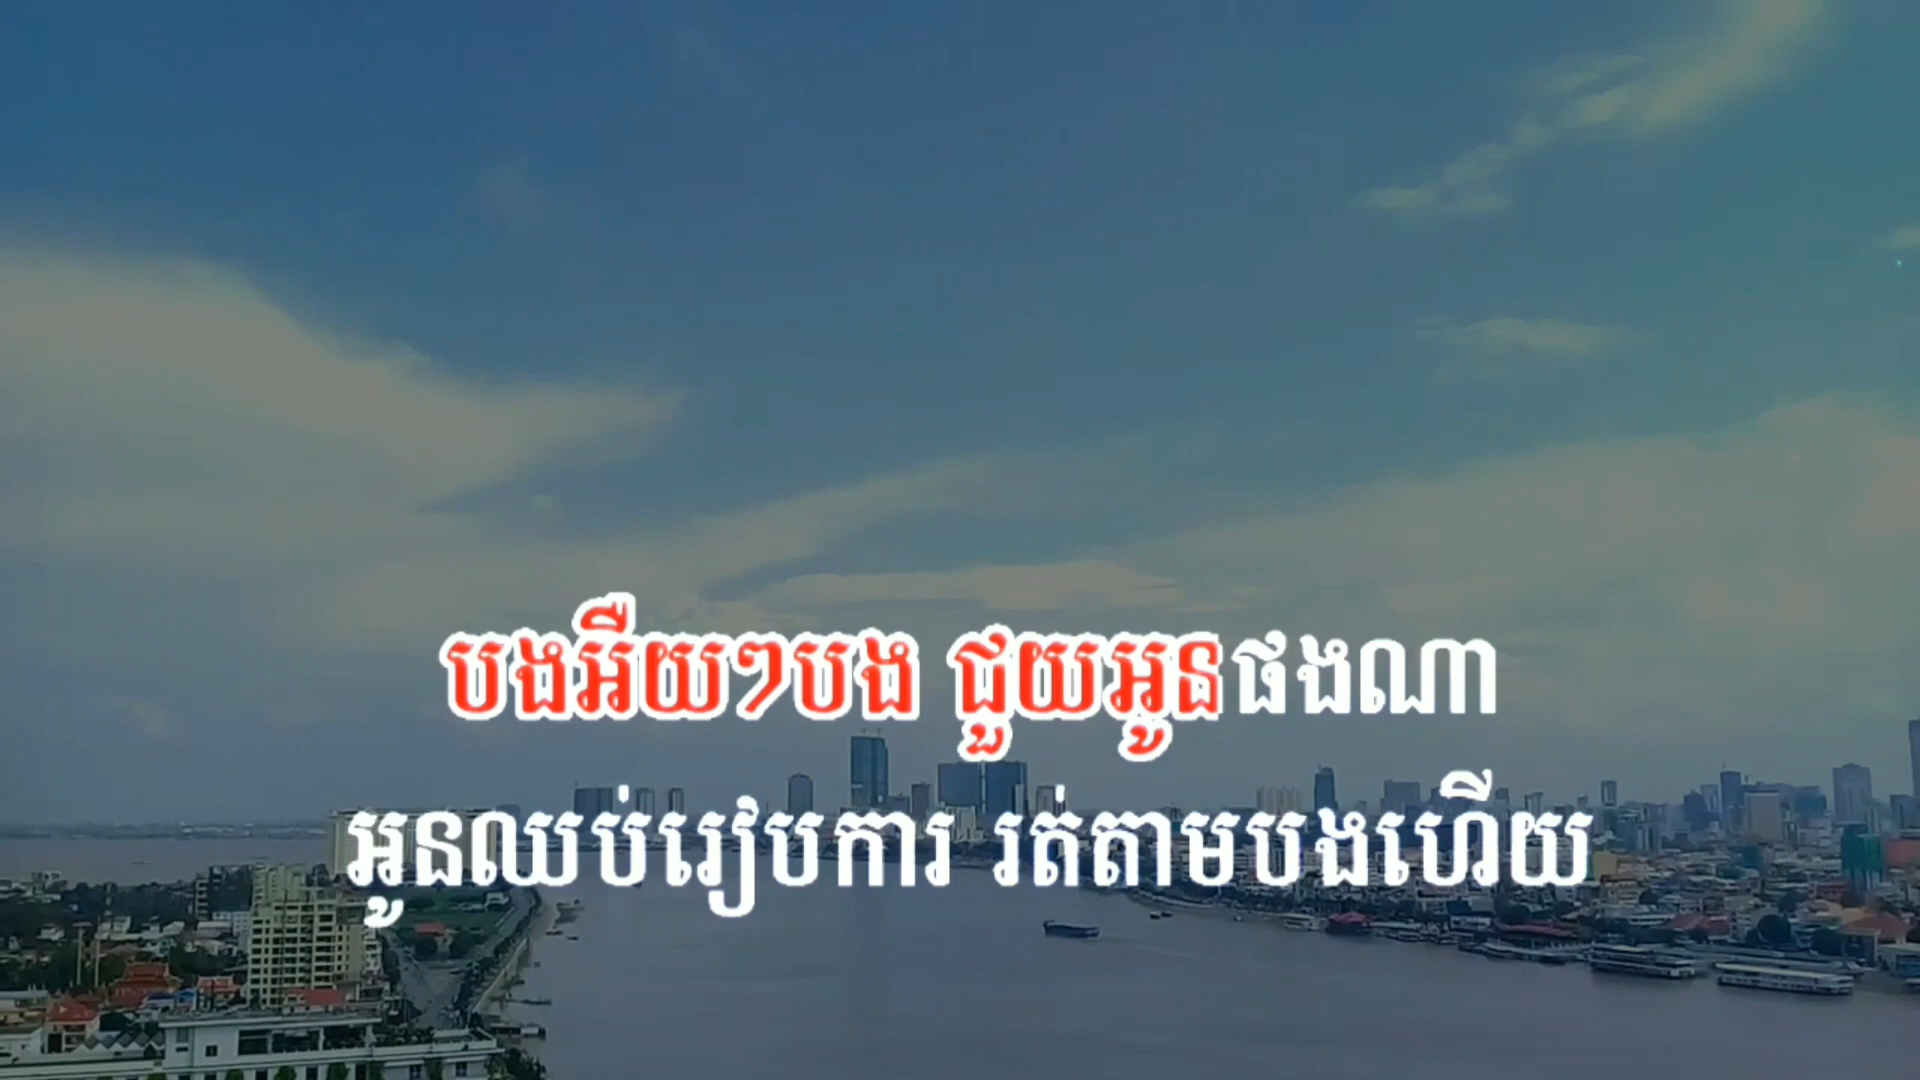 បងអឺយៗបង ជួយអូនផងណា
អូនឈប់រៀបការ រត់តាមបងហើយ